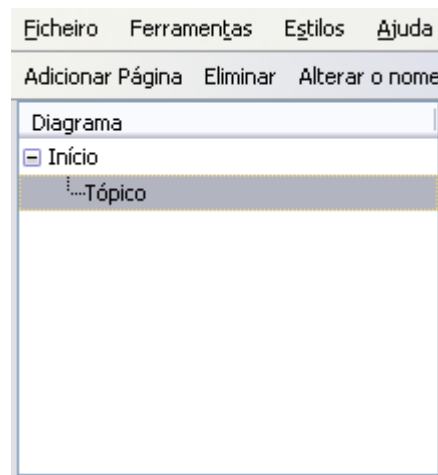 Ficheiro Ferramentas Estilos Ajuda
Adicionar Página Eliminar Alterar o nome
Diagrama
Início
Tópico